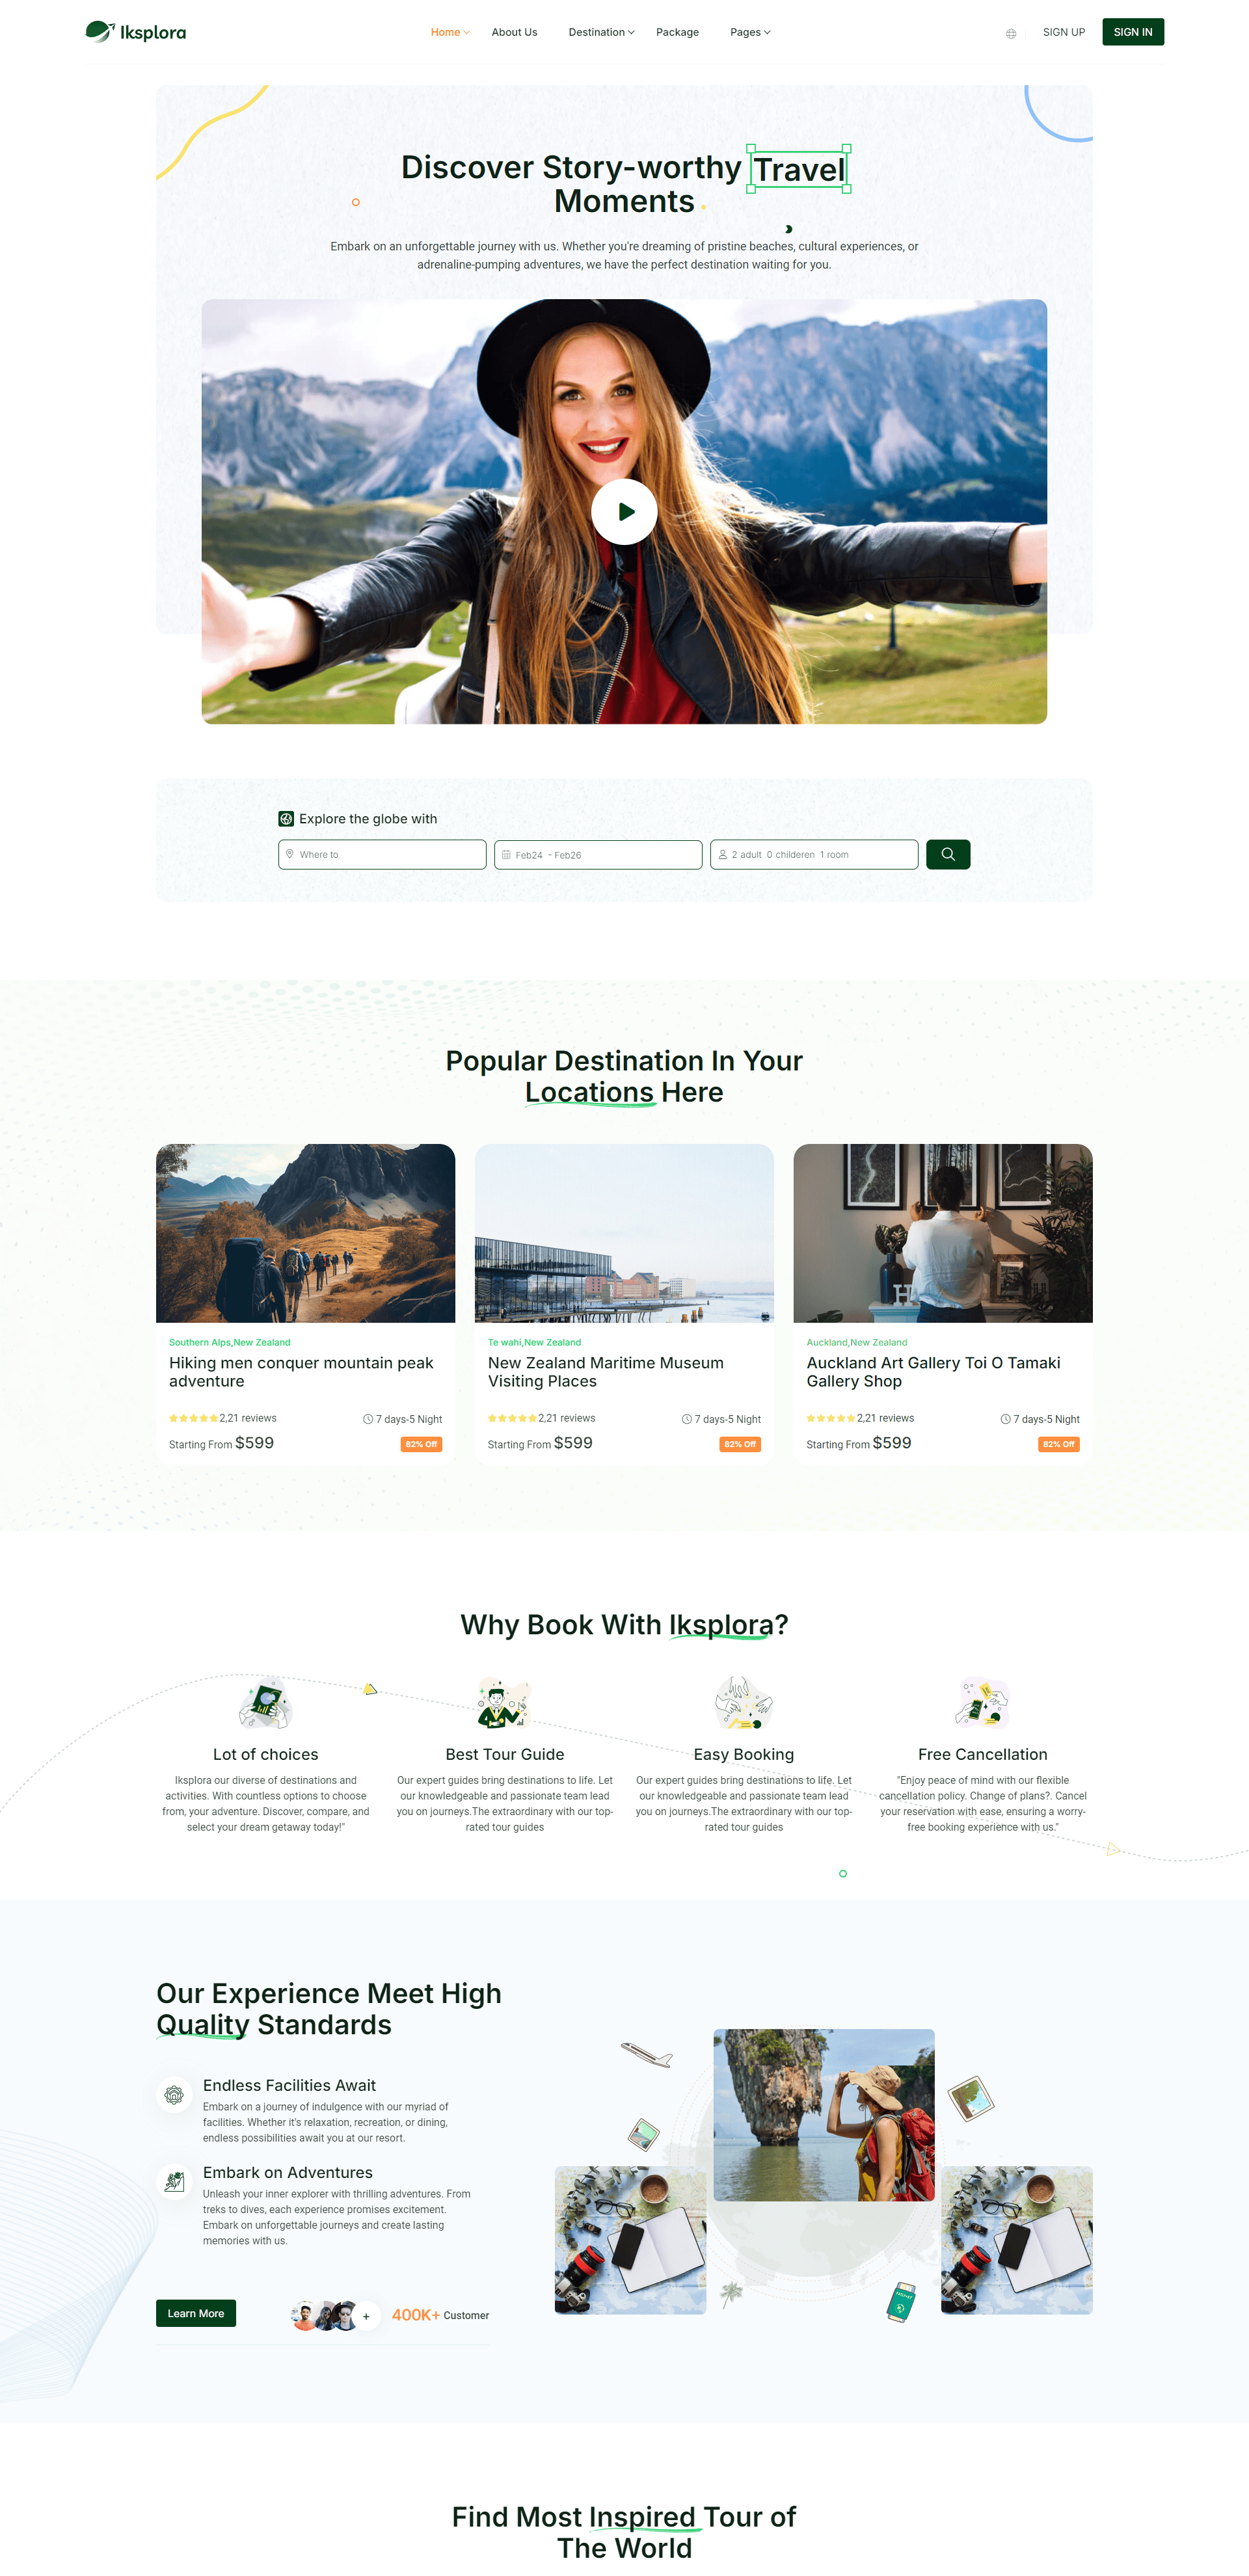 Iksplora
Home
About Us
Destination
Package
Pages
SIGN UP
SIGN IN
Discover Story-worthy Travel
Moments
Embark on an unforgettable journey with us. Whether you're dreaming of pristine beaches, cultural experiences, or
adrenaline-pumping adventures, we have the perfect destination waiting for you.
Explore the globe with
Where to
Feb24 - Feb26
2 adult 0 childeren 1 room
Popular Destination In Your
Locations Here
Southern Alps,New Zealand
Hiking men conquer mountain peak
adventure
2,21 reviews
7 days-5 Night
Starting From $599
82% Off
Te wahi,New Zealand
New Zealand Maritime Museum
Visiting Places
2,21 reviews
7 days-5 Night
Starting From $599
82% Off
Auckland,New Zealand
Auckland Art Gallery Toi O Tamaki
Gallery Shop
2,21 reviews
7 days-5 Night
Starting From $599
82% Off
Why Book With Iksplora?
Lot of choices
Iksplora our diverse of destinations and
activities. With countless options to choose
from, your adventure. Discover, compare, and
select your dream getaway today!"
Best Tour Guide
Our expert guides bring destinations to life. Let
our knowledgeable and passionate team lead
you on journeys.The extraordinary with our top-
rated tour guides
Easy Booking
Our expert guides bring destinations to life. Let
our knowledgeable and passionate team lead
you on journeys.The extraordinary with our top-
rated tour guides
Free Cancellation
"Enjoy peace of mind with our flexible
cancellation policy. Change of plans?. Cancel
your reservation with ease, ensuring a worry-
free booking experience with us."
Our Experience Meet High
Quality Standards
Endless Facilities Await
Embark on a journey of indulgence with our myriad of
facilities. Whether it's relaxation, recreation, or dining,
endless possibilities await you at our resort.
Embark on Adventures
Unleash your inner explorer with thrilling adventures. From
treks to dives, each experience promises excitement.
Embark on unforgettable journeys and create lasting
memories with us.
Learn More
+
400K+ Customer
Find Most Inspired Tour of
The World